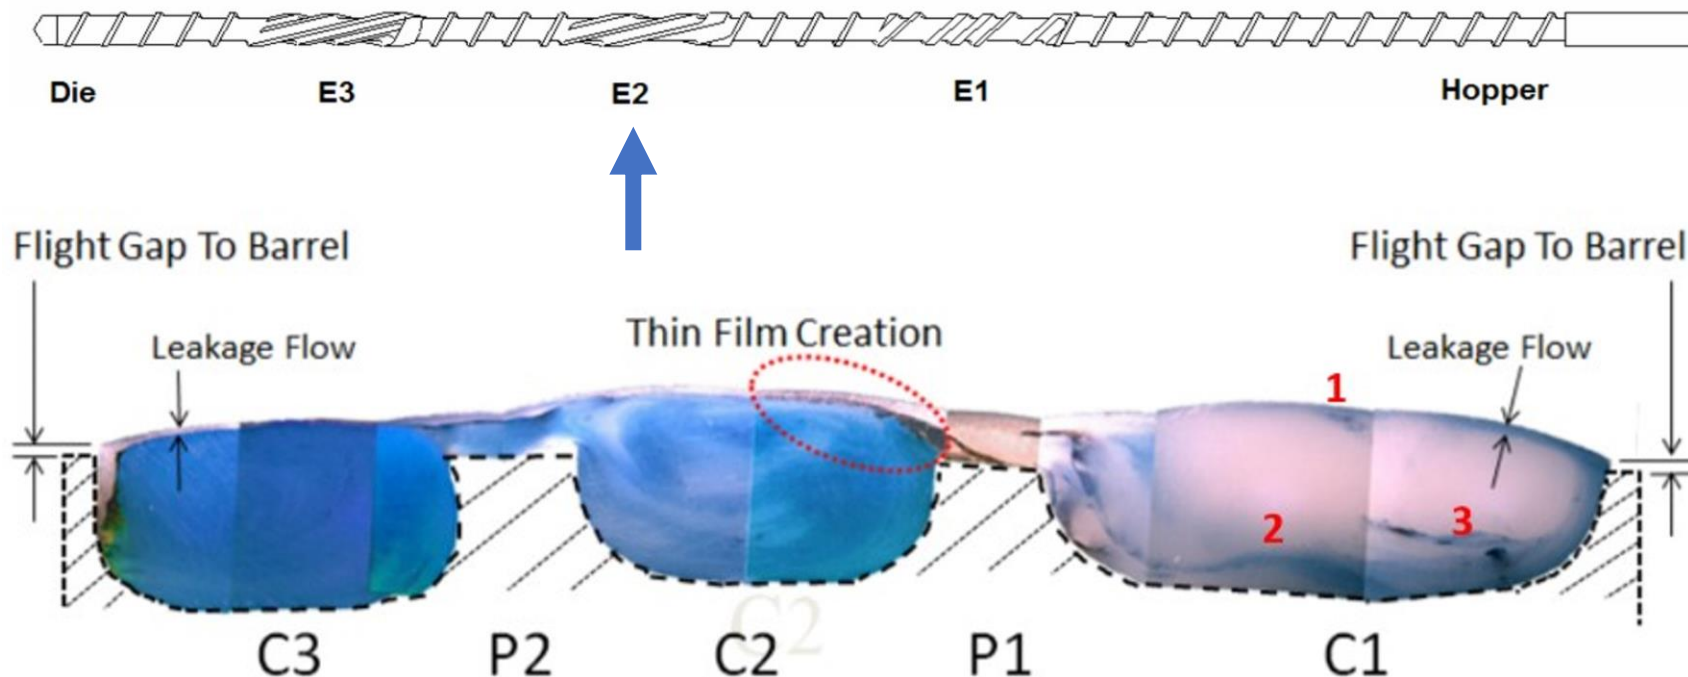 Die E3 E2 E1 Hopper
Flight Gap To Barrel
Flight Gap To Barrel
Leakage Flow
Thin Film Creation
Leakage Flow
1
2
3
C2
C3 P2 C2 P1 C1